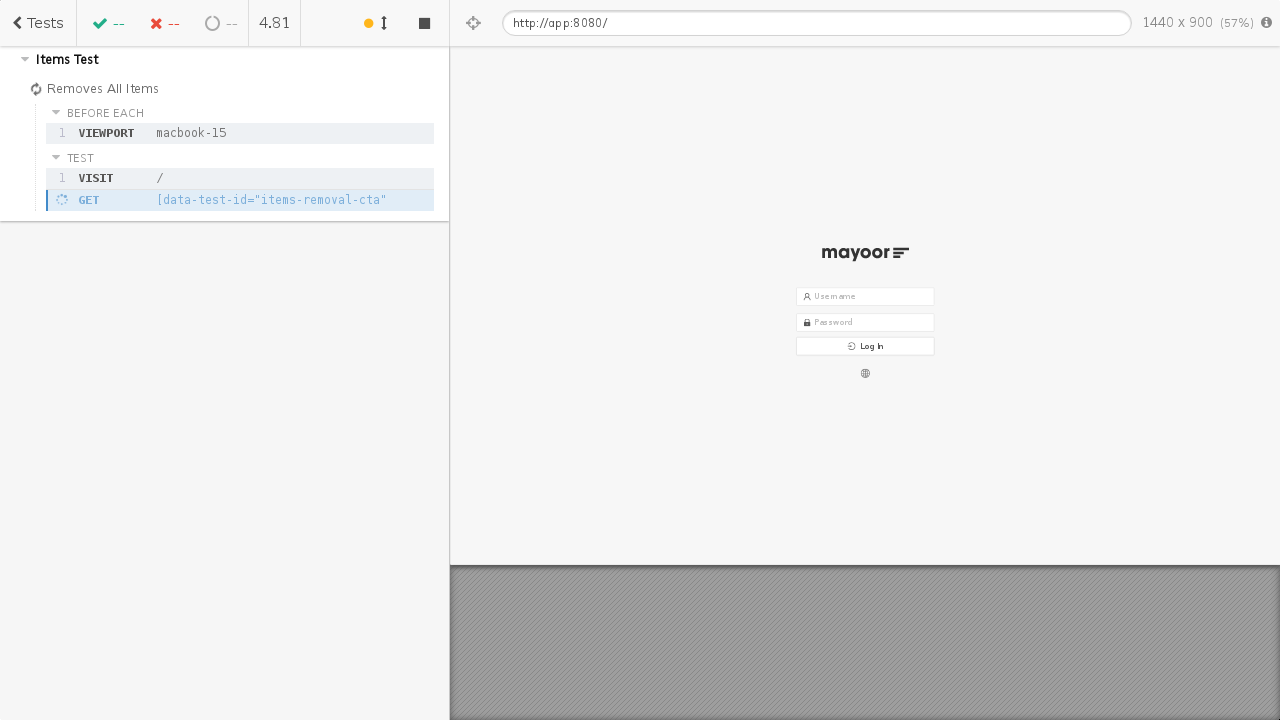 Tests -- -- -- 4.81 http://app:8080/ 1440 x 900 (57%)
Items Test
Removes All Items
BEFORE EACH
1 VIEWPORT macbook-15
TEST
1 VISIT /
GET [data-test-id="items-removal-cta"
mayoor
Username
Password
Log In